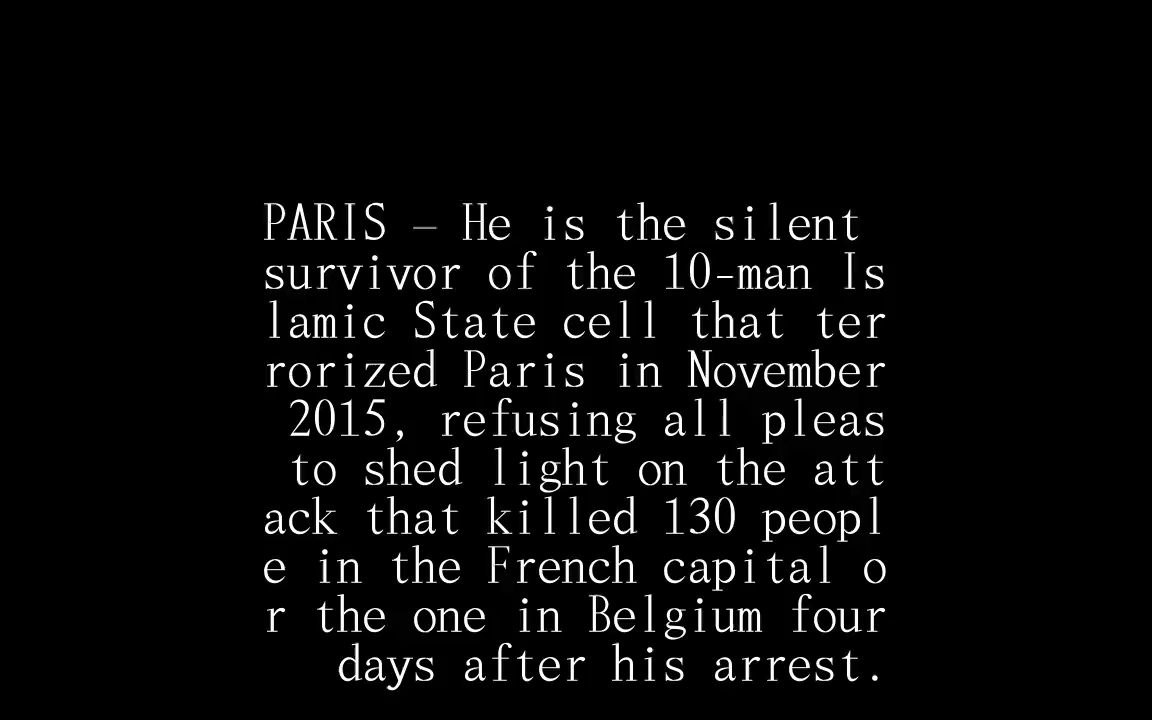 PARIS – He is the silent
survivor of the 10-man Is
lamic State cell that ter
rorized Paris in November
2015, refusing all pleas
to shed light on the att
ack that killed 130 peopl
e in the French capital o
r the one in Belgium four
days after his arrest.